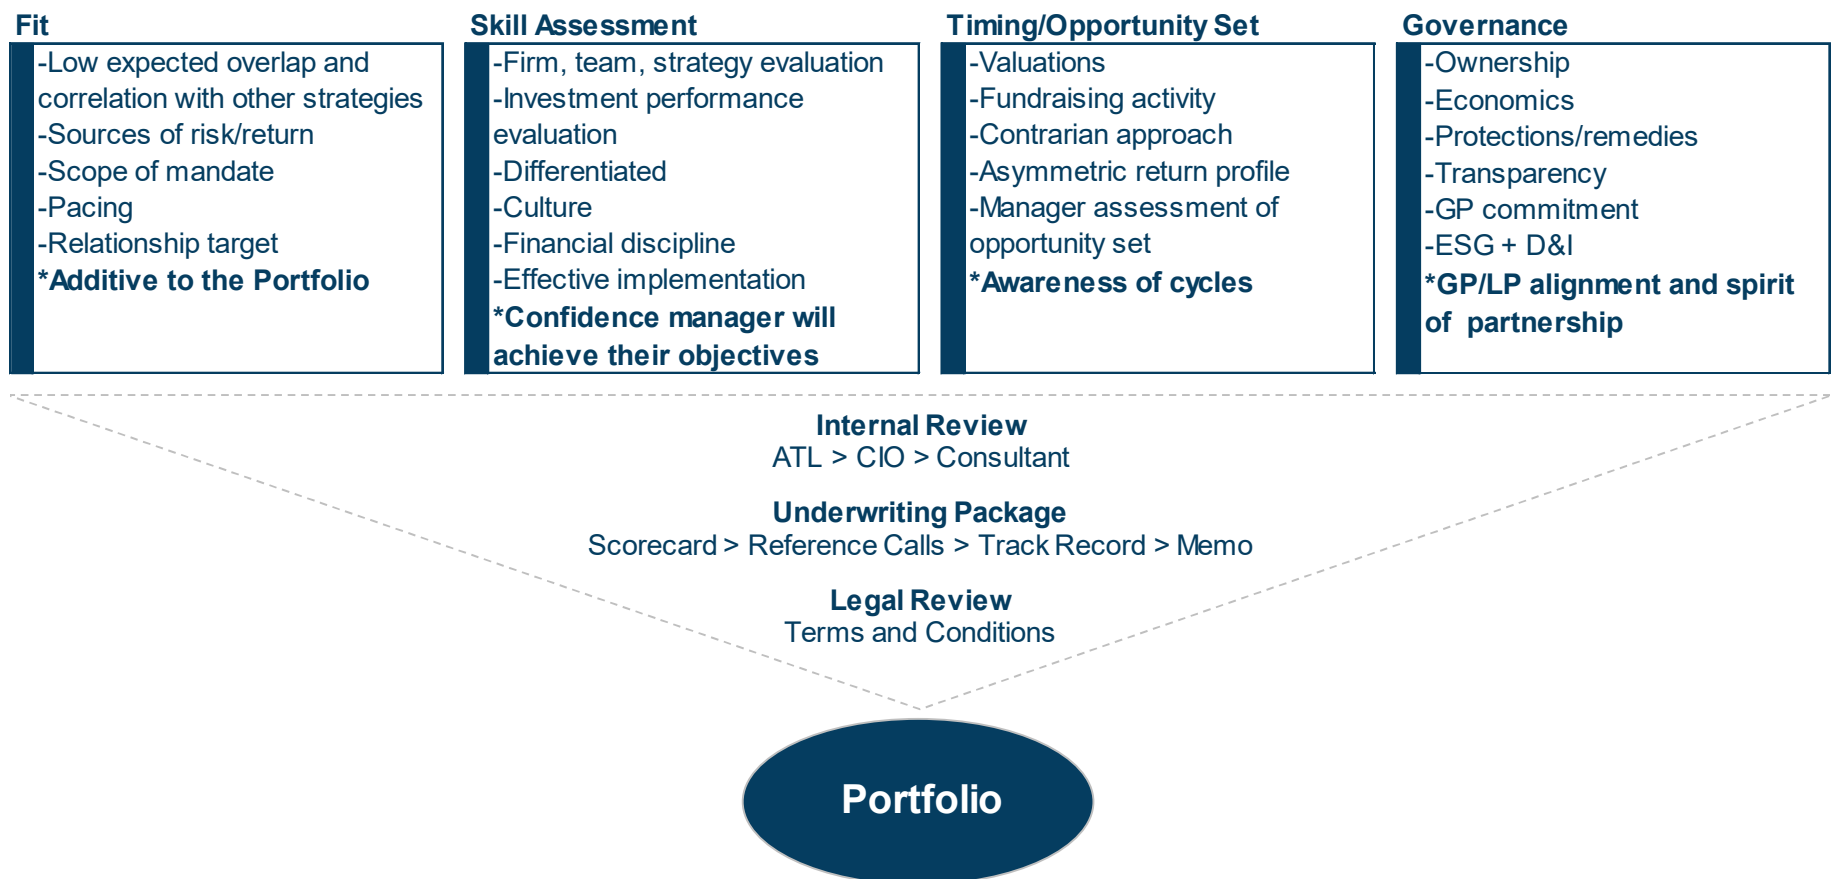 Fit
-Low expected overlap and
correlation with other strategies
-Sources of risk/return
-Scope of mandate
-Pacing
-Relationship target
*Additive to the Portfolio
Skill Assessment
-Firm, team, strategy evaluation
-Investment performance
evaluation
-Differentiated
-Culture
-Financial discipline
-Effective implementation
*Confidence manager will
achieve their objectives
Timing/Opportunity Set
-Valuations
-Fundraising activity
-Contrarian approach
-Asymmetric return profile
-Manager assessment of
opportunity set
*Awareness of cycles
Governance
-Ownership
-Economics
-Protections/remedies
-Transparency
-GP commitment
-ESG + D&I
*GP/LP alignment and spirit
of partnership
Internal Review
ATL > CIO > Consultant
Underwriting Package
Scorecard > Reference Calls > Track Record > Memo
Legal Review
Terms and Conditions
Portfolio